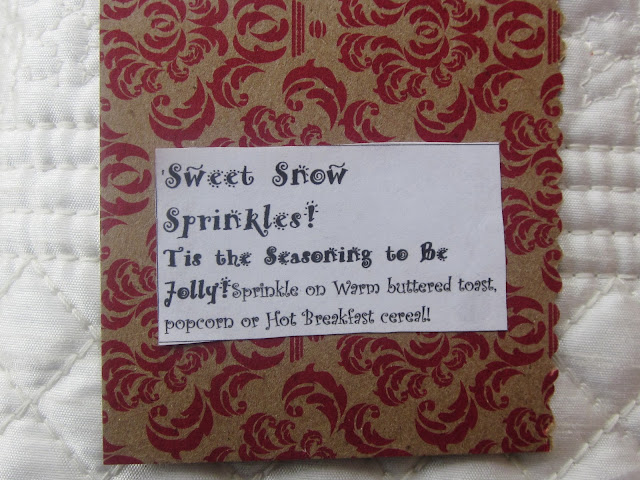 'Sweet Snow
Sprinkles!
Tis the Seasoning to Be
Jolly! Sprinkle on Warm buttered toast,
popcorn or Hot Breakfast cereal!